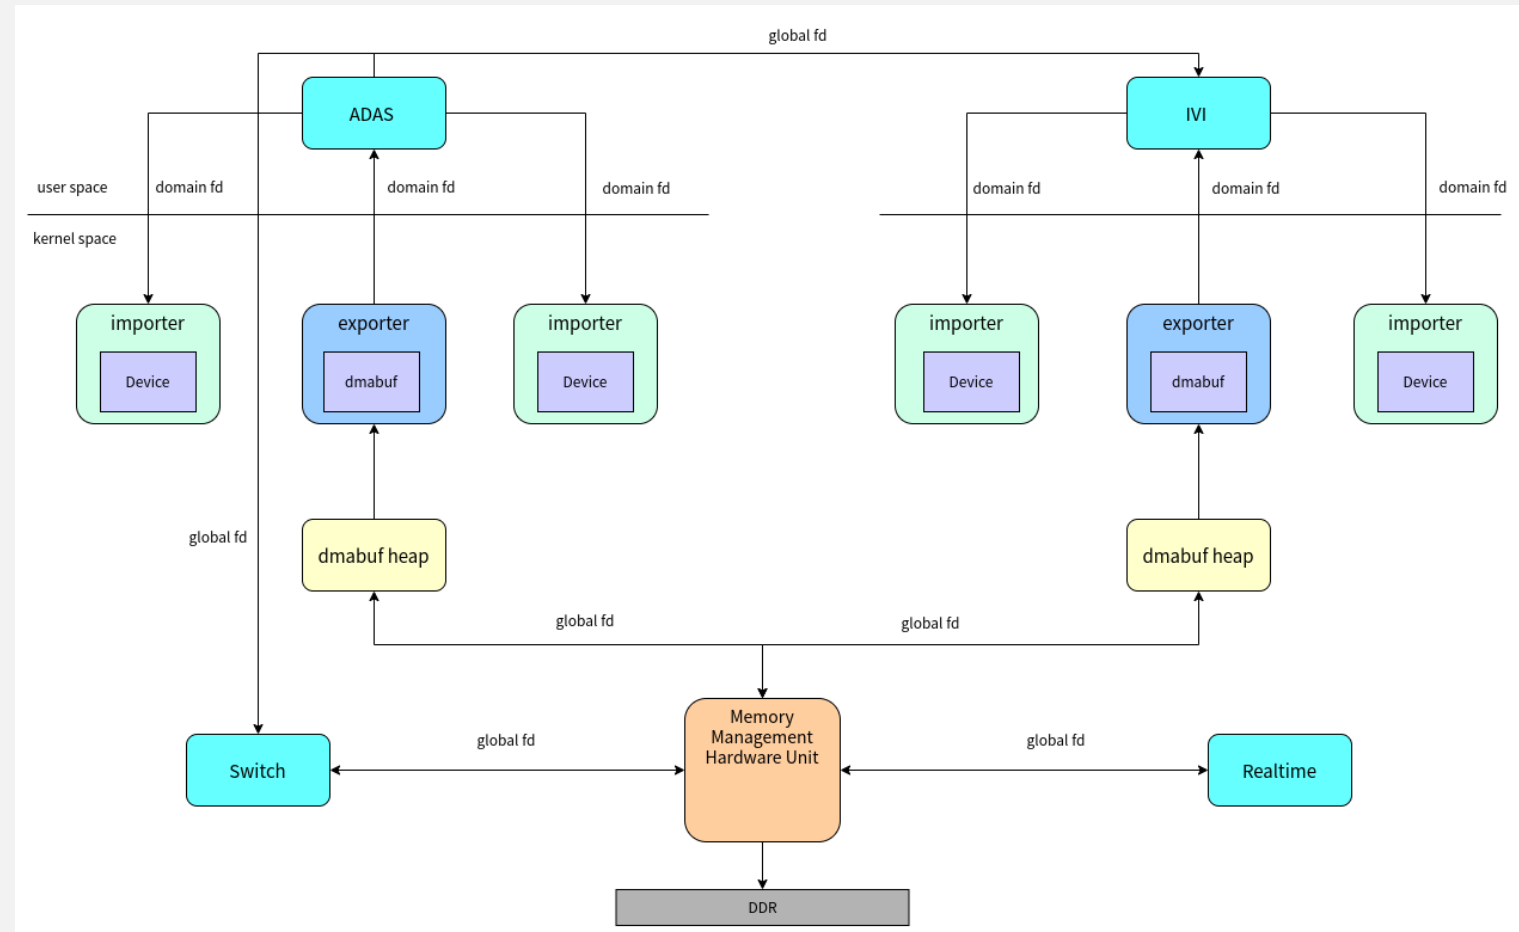 global fd
ADAS
IVI
user space
domain fd
domain fd
domain fd
domain fd
domain fd
domain fd
kernel space
importer
exporter
importer
importer
exporter
importer
Device
dmabuf
Device
Device
dmabuf
Device
global fd
dmabuf heap
dmabuf heap
global fd
global fd
Memory
Management
Hardware Unit
global fd
global fd
Switch
Realtime
DDR